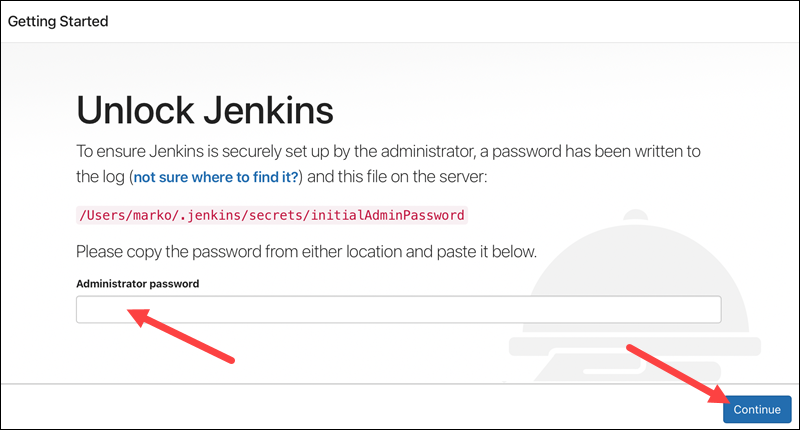 Getting Started
Unlock Jenkins
To ensure Jenkins is securely set up by the administrator, a password has been written to
the log (not sure where to find it?) and this file on the server:
/Users/marko/.jenkins/secrets/initialAdminPassword
Please copy the password from either location and paste it below.
Administrator password
Continue